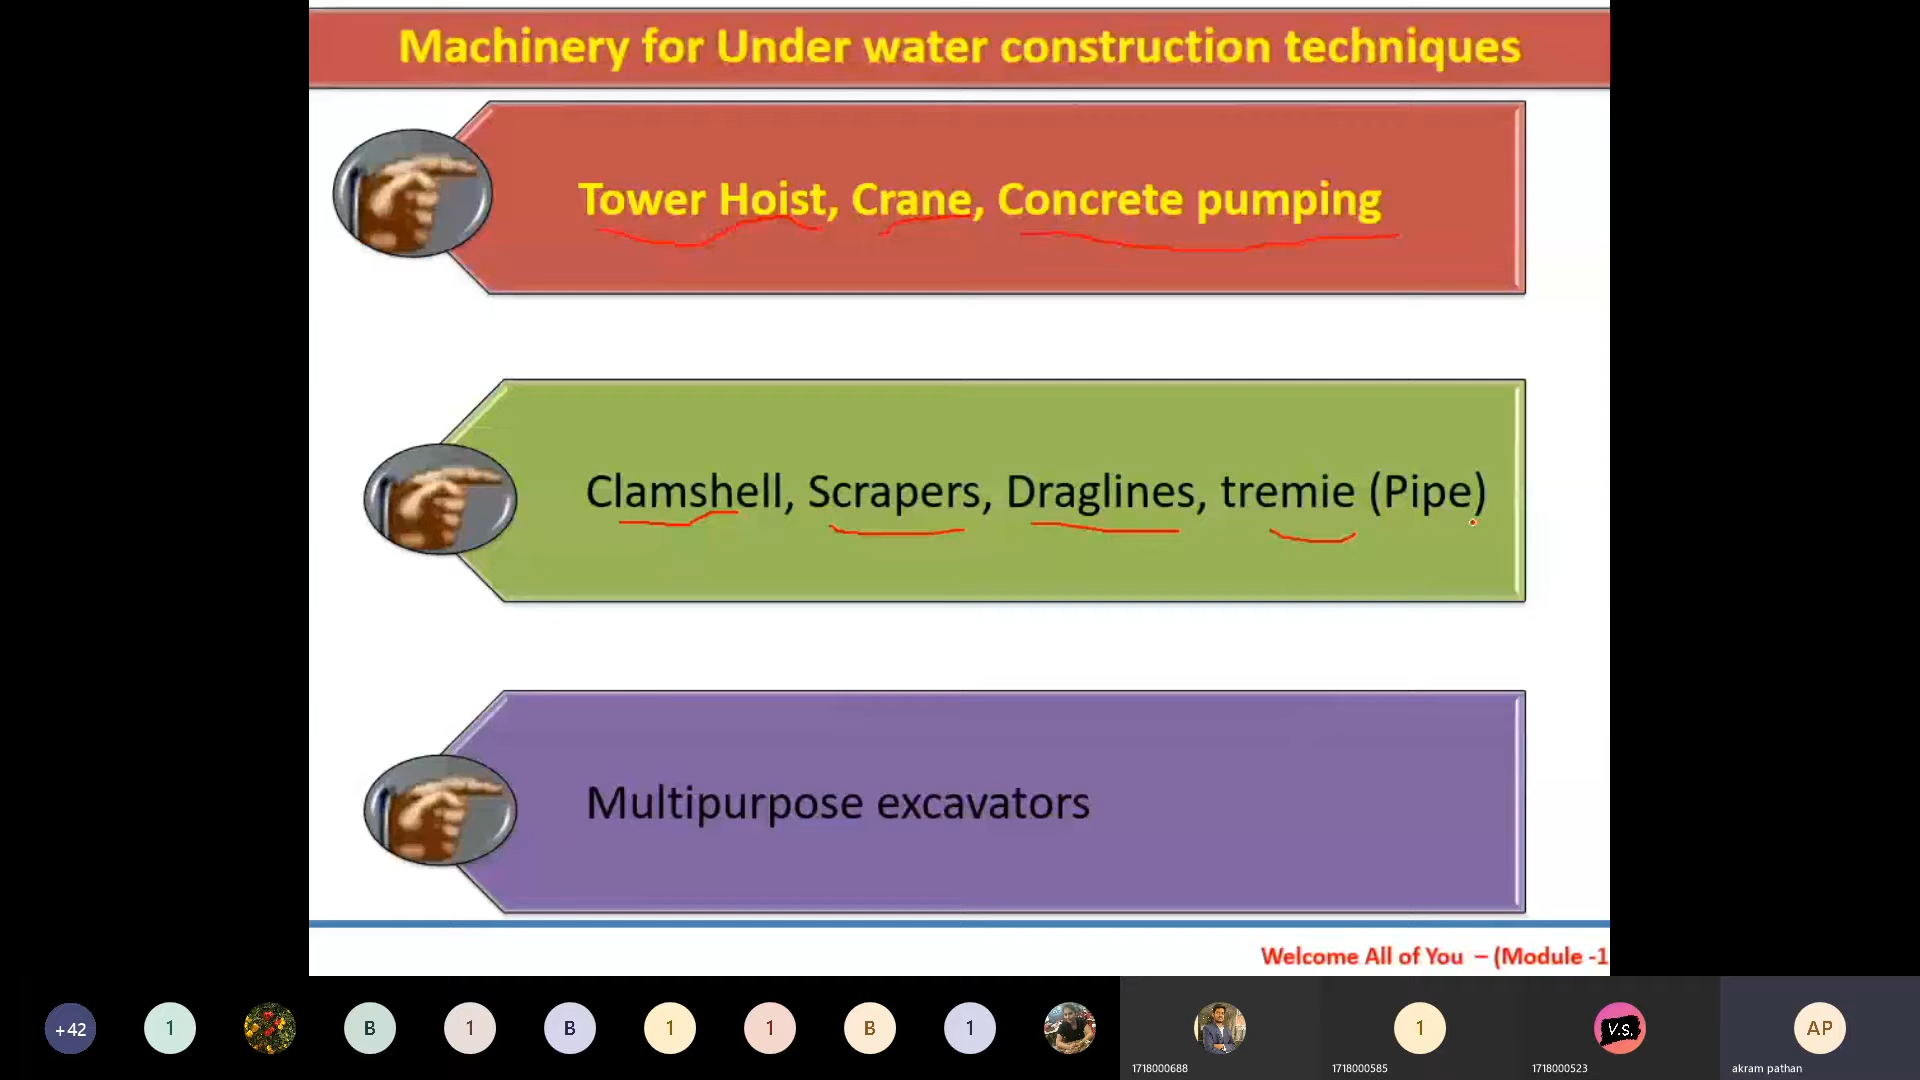 Machinery for Under water construction techniques
Tower Hoist, Crane, Concrete pumping
Clamshell, Scrapers, Draglines, tremie (Pipe)
Multipurpose excavators
Welcome All of You – (Module -1
+42
1
B
1
B
1
1
B
1
1
V.S.
AP
1718000688
1718000585
1718000523
akram pathan